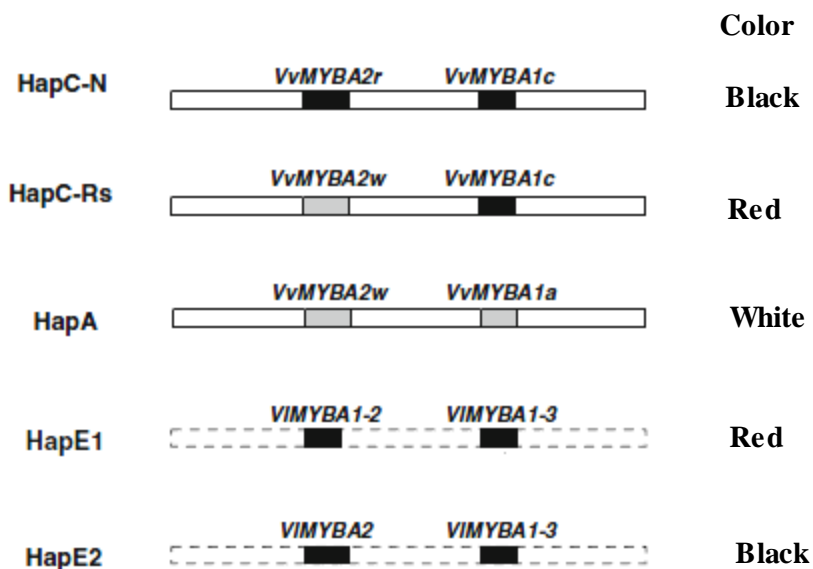 Color
VvMYBA2r VvMYBA1c
HapC-N Black
VvMYBA2w VvMYBA1c
HapC-Rs Red
VvMYBA2w VvMYBA1a
HapA White
VlMYBA1-2 VlMYBA1-3
HapE1 Red
VlMYBA2 VlMYBA1-3
HapE2 Black